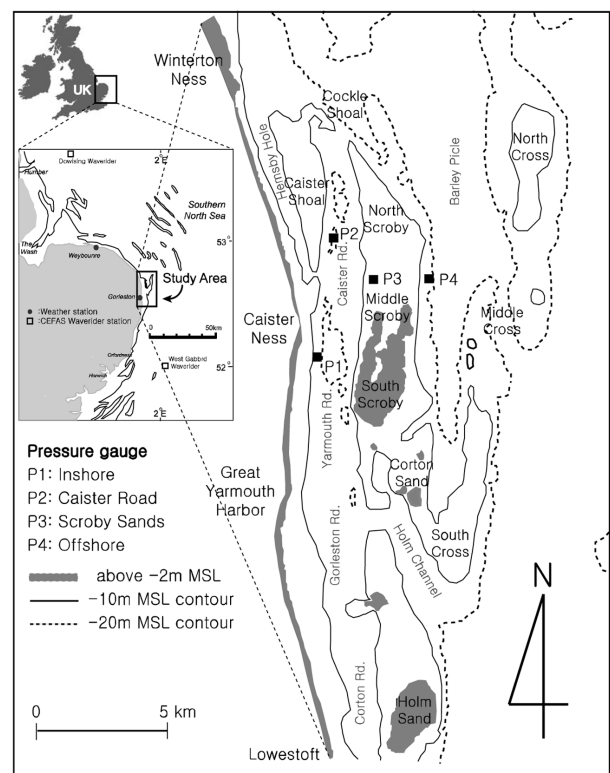 UK
Dowising Waverider
2˚E
Humber
Southern
North Sea
The
Wash
53˚
Weybounre
Study Area
Gorleston
●:Weather station
□:CEFAS Waverider station
0
50km
Orfordness
Harwich
West Gabbrd
Waverider
52˚
2˚E
Winterton
Ness
Cockle
Shoal
Hemsby Hole
Caister
Shoal
Barley Picle
North
Cross
North
Scroby
P2
Caister Rd.
P3
P4
Middle
Scroby
Middle
Cross
Caister
Ness
P1
South
Scroby
Yarmouth Rd.
Pressure gauge
P1: Inshore
P2: Caister Road
P3: Scroby Sands
P4: Offshore
Great
Yarmouth
Harbor
Corton
Sand
South
Cross
Gorleston Rd.
Holm Channel
above -2m MSL
-10m MSL contour
-20m MSL contour
N
0
5 km
Corton Rd.
Holm
Sand
Lowestoft